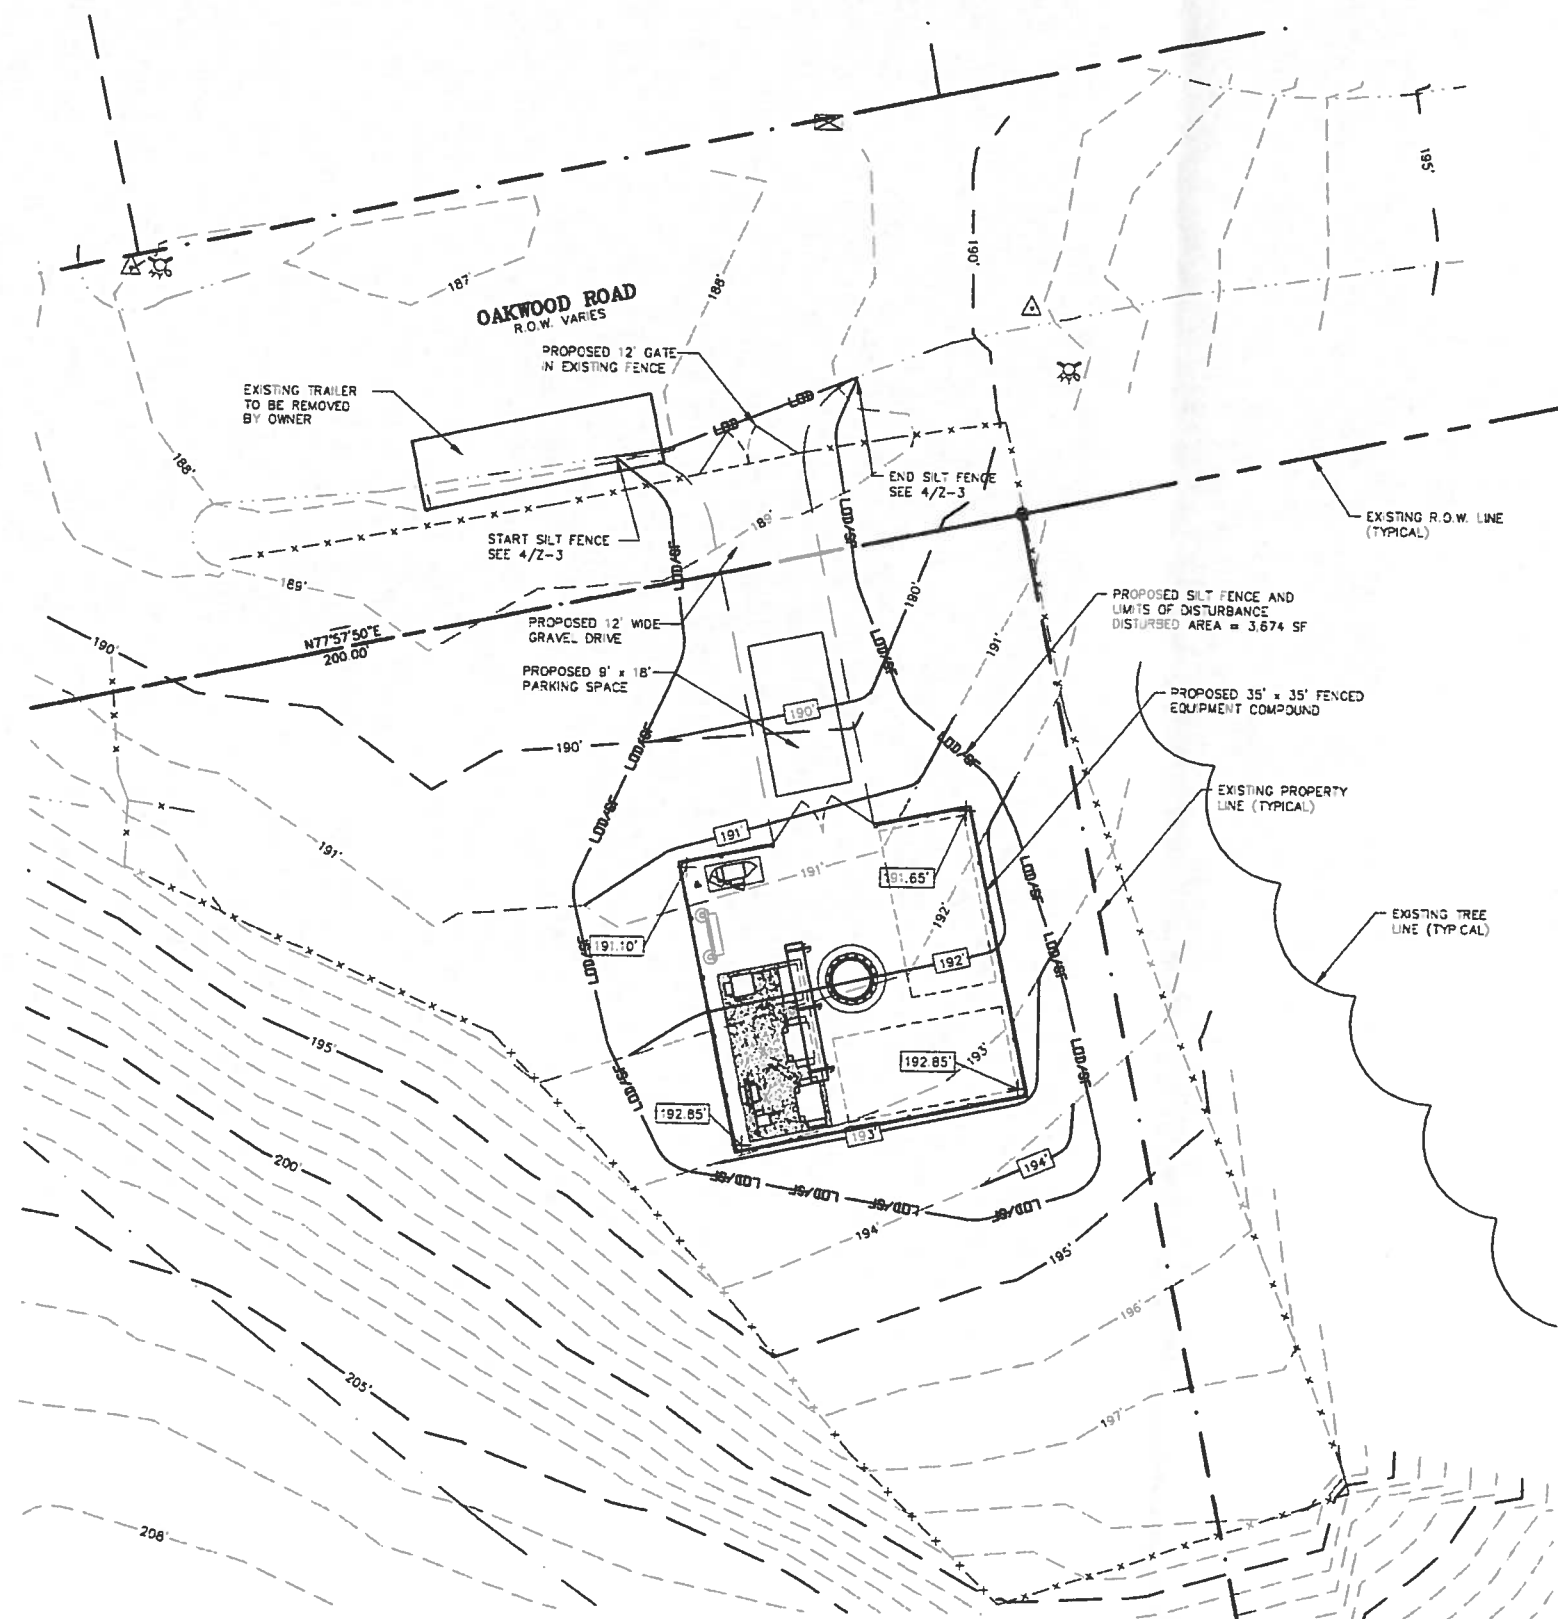 195'
190'
187'
188'
OAKWOOD ROAD
R.O.W. VARIES
PROPOSED 12' GATE
IN EXISTING FENCE
LOD
LOD
EXISTING TRAILER
TO BE REMOVED
BY OWNER
188'
END SILT FENCE
SEE 4/Z-3
189'
LOD/SF
START SILT FENCE
SEE 4/Z-3
LOD/SF
EXISTING R.O.W. LINE
(TYPICAL)
189'
190'
PROPOSED SILT FENCE AND
LIMITS OF DISTURBANCE
DISTURBED AREA = 3,674 SF
PROPOSED 12' WIDE
GRAVEL DRIVE
N77°57'50"E
200.00'
190'
191'
LOD/SF
PROPOSED 9' x 18'
PARKING SPACE
PROPOSED 35' x 35' FENCED
EQUIPMENT COMPOUND
190'
190'
LOD/SF
LOD/SF
EXISTING PROPERTY
LINE (TYPICAL)
LOD/SF
191'
191'
191'
191.65'
LOD/SF
192'
EXISTING TREE
LINE (TYPICAL)
191.10'
LOD/SF
192'
LOD/SF
195'
193'
192.85'
LOD/SF
LOD/SF
192.85'
193'
200'
194'
LOD/SF
LOD/SF
LOD/SF
LOD/SF
194'
195'
196'
205'
197'
208'